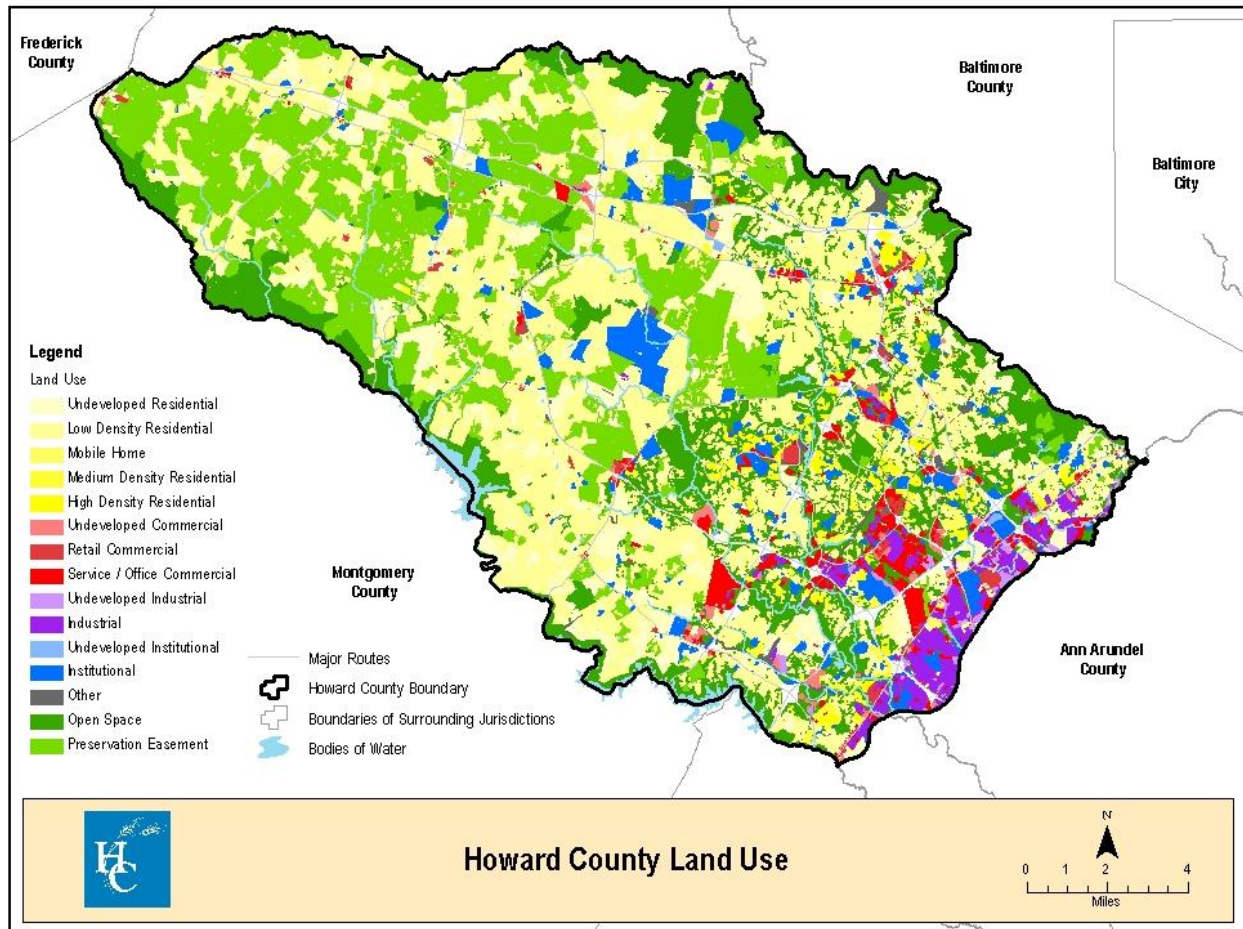 Frederick
County
Baltimore
County
Baltimore
City
Legend
Land Use
Undeveloped Residential
Low Density Residential
Mobile Home
Medium Density Residential
High Density Residential
Undeveloped Commercial
Retail Commercial
Service / Office Commercial
Undeveloped Industrial
Industrial
Undeveloped Institutional
Institutional
Other
Open Space
Preservation Easement
Major Routes
Howard County Boundary
Boundaries of Surrounding Jurisdictions
Bodies of Water
Montgomery
County
Ann Arundel
County
HC
Howard County Land Use
N
0 1 2 4
Miles